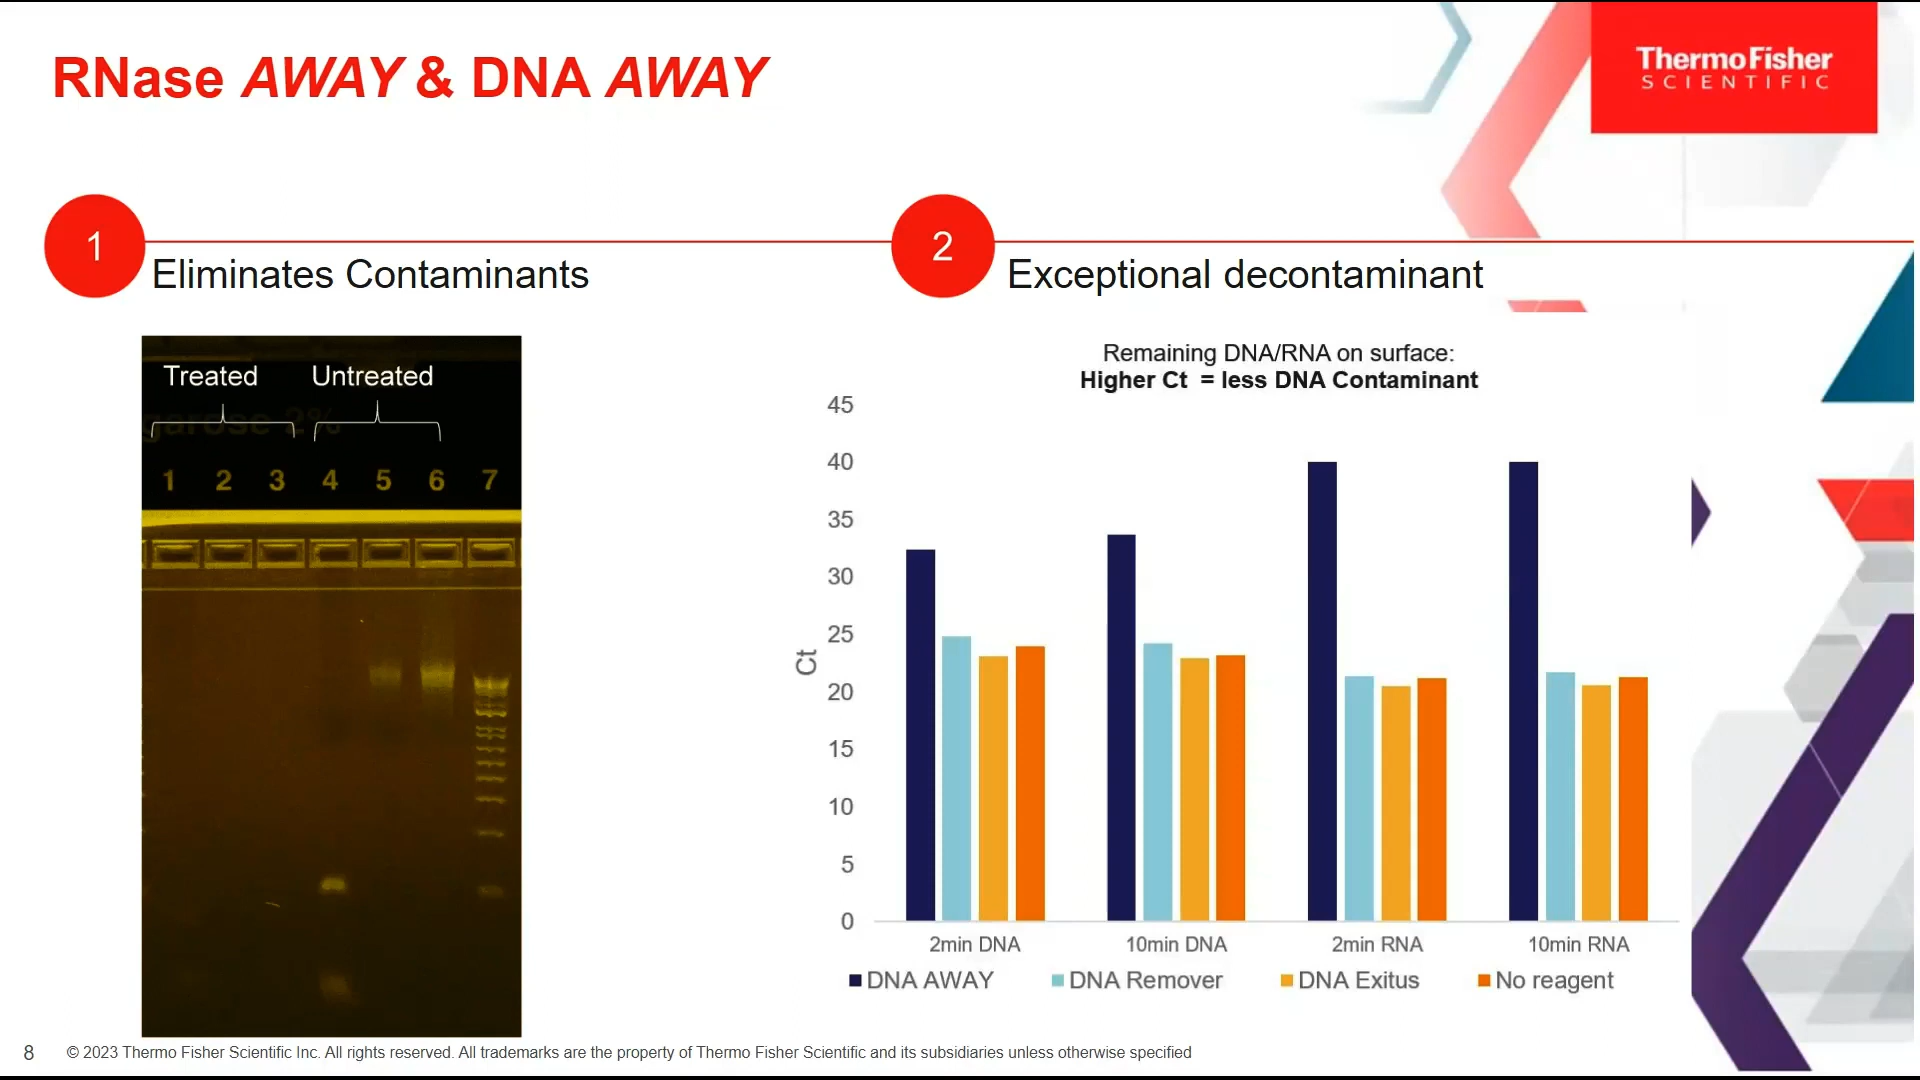 RNase AWAY & DNA AWAY
ThermoFisher
SCIENTIFIC
1
Eliminates Contaminants
2
Exceptional decontaminant
Treated Untreated
garose 2%
1 2 3 4 5 6 7
Remaining DNA/RNA on surface:
Higher Ct = less DNA Contaminant
45
40
35
30
25
20
15
10
5
0
Ct
2min DNA 10min DNA 2min RNA 10min RNA
DNA AWAY DNA Remover DNA Exitus No reagent
8 © 2023 Thermo Fisher Scientific Inc. All rights reserved. All trademarks are the property of Thermo Fisher Scientific and its subsidiaries unless otherwise specified